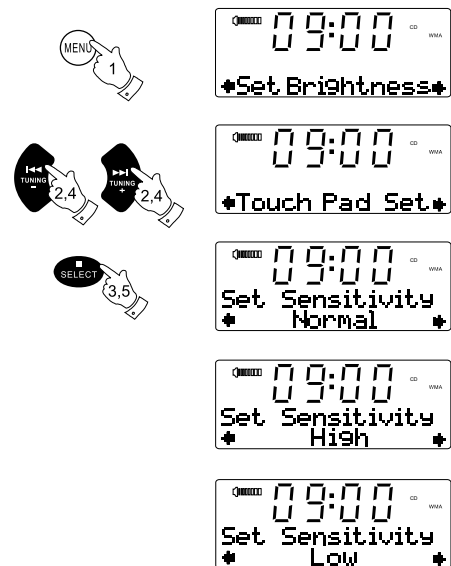 MENU
1
09:00
CD
WMA
Set Brightness
TUNING
-
2,4
TUNING
+
2,4
09:00
CD
WMA
Touch Pad Set
SELECT
3,5
09:00
CD
WMA
Set Sensitivity
Normal
09:00
CD
WMA
Set Sensitivity
High
09:00
CD
WMA
Set Sensitivity
Low